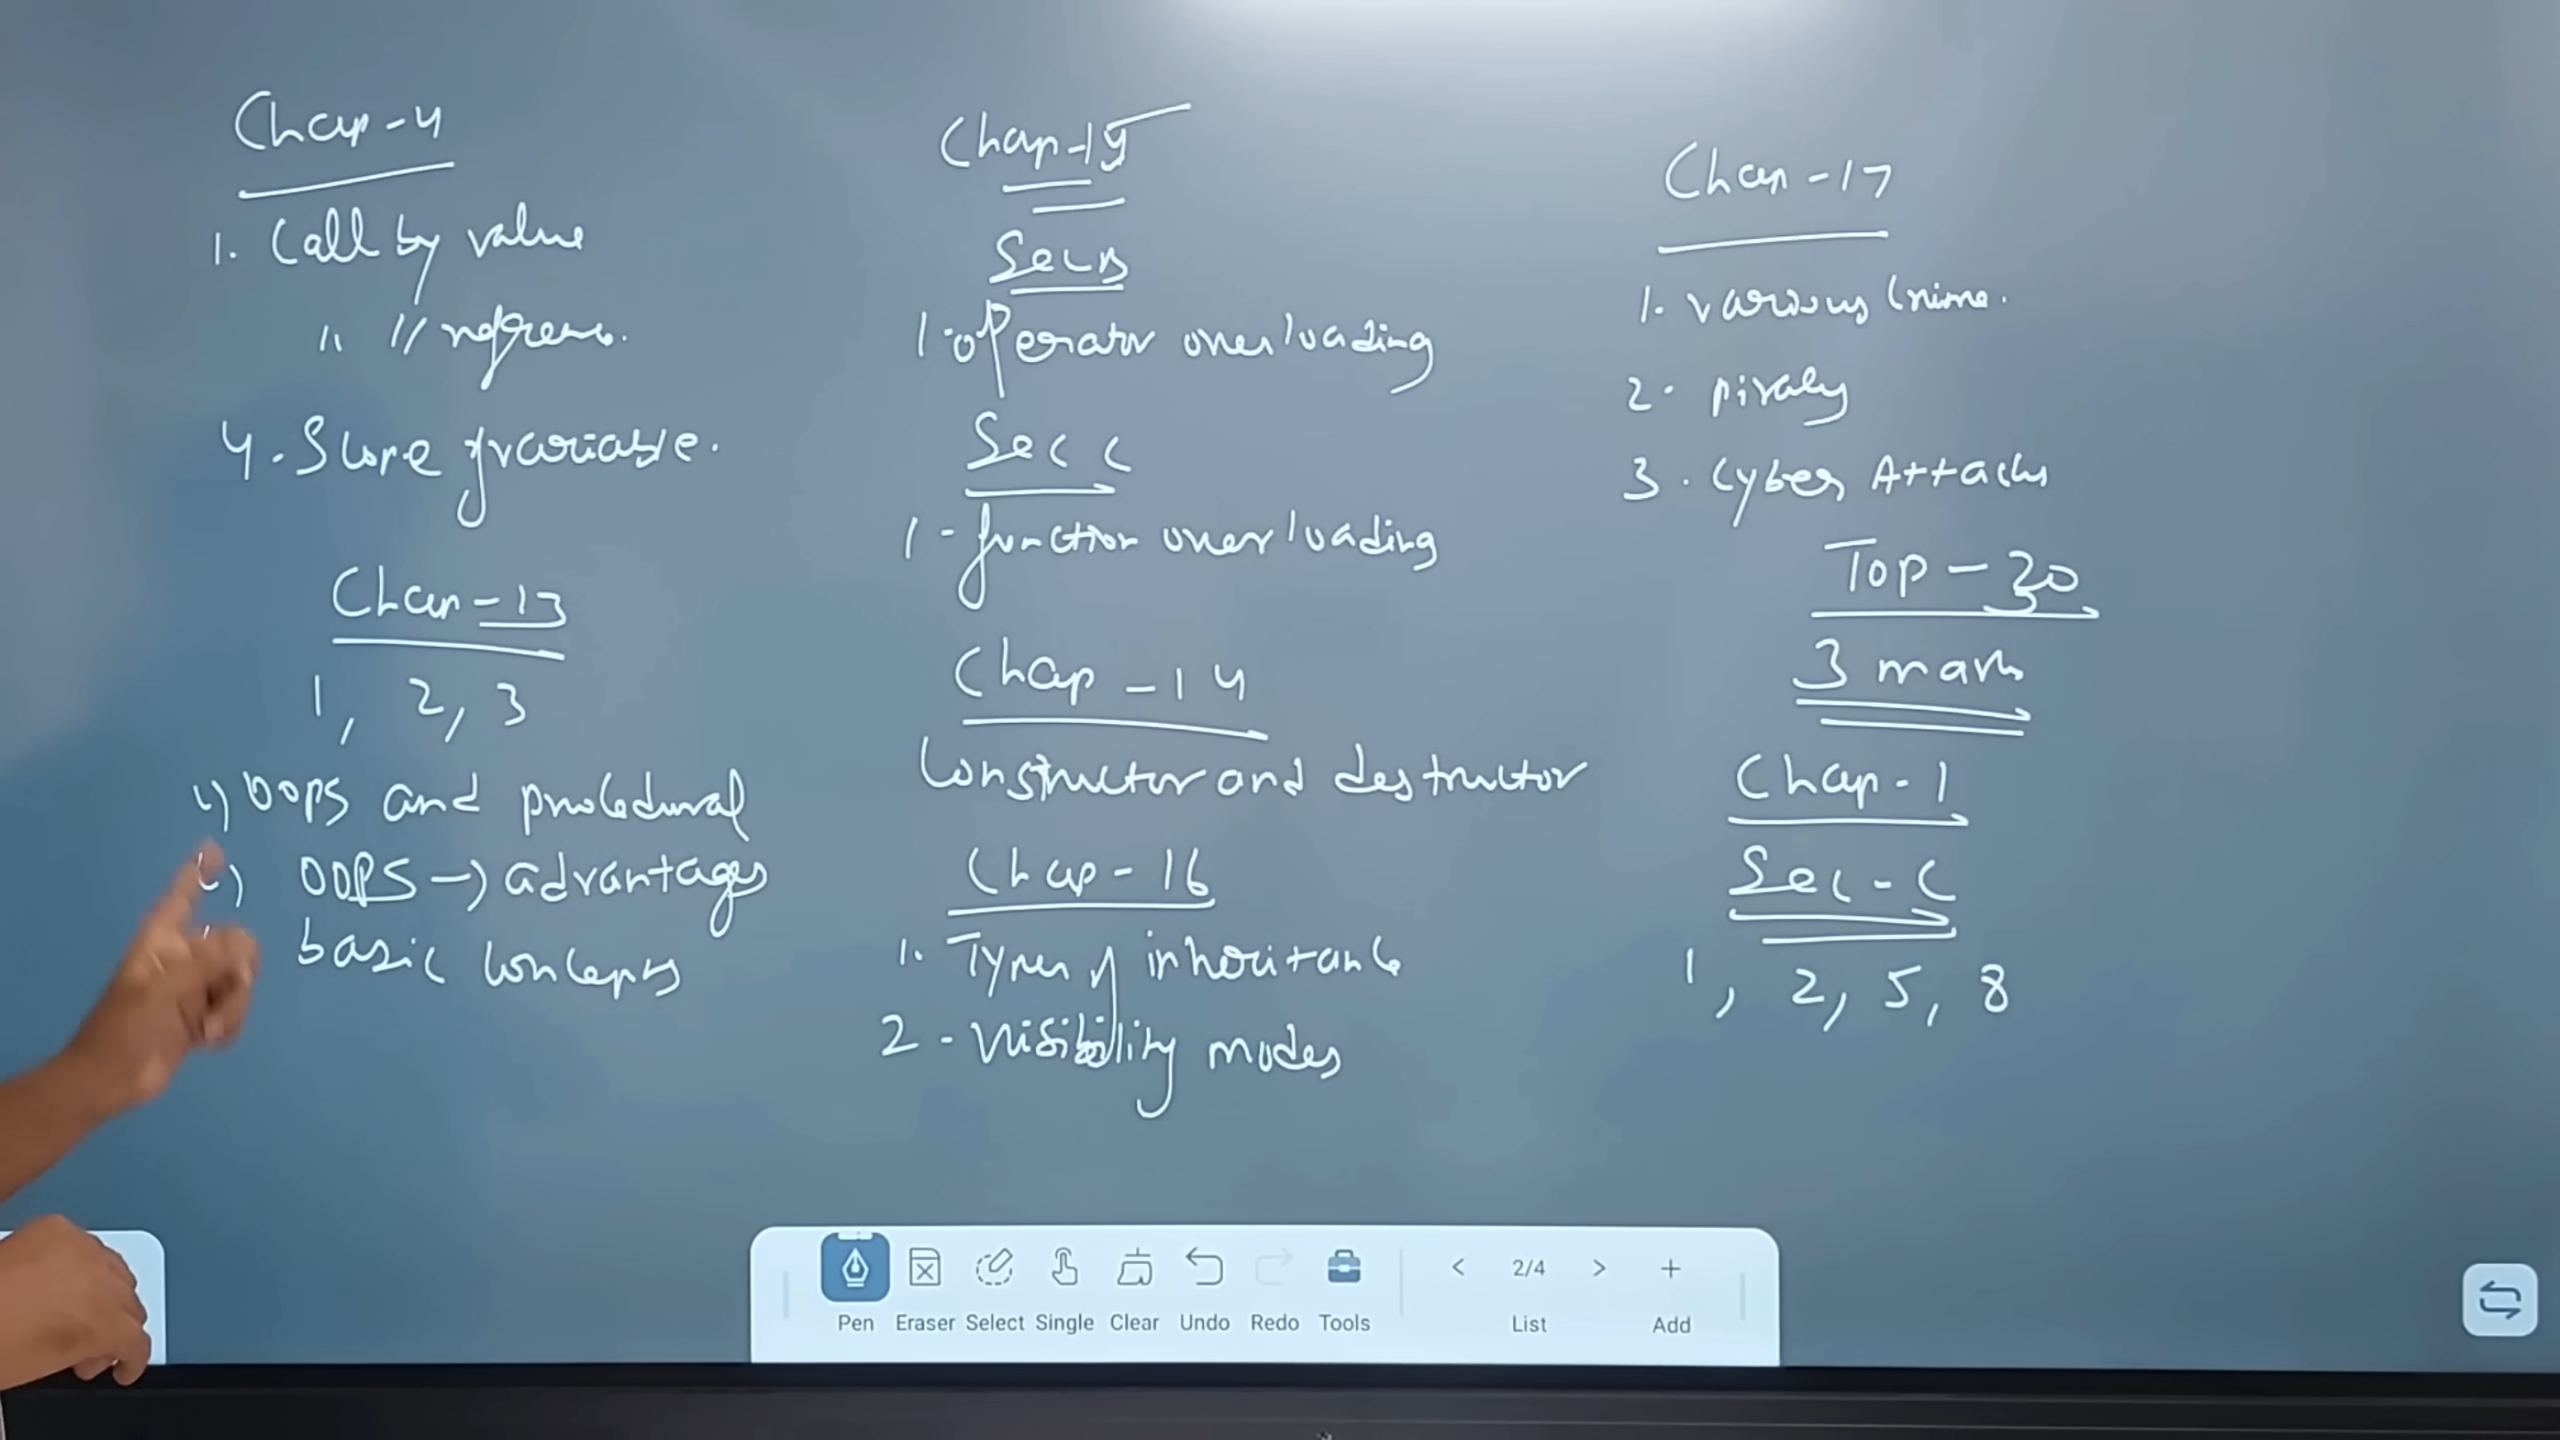 Chap-4
1. Call by value
" " refrence.
4. Scope of variable.
Chap-13
1, 2, 3
1) OOPS and procedural
2) OOPS → advantages
basic concepts
Chap-15
Sec B
1. operator overloading
Sec C
1- function overloading
Chap-14
Constructor and destructor
Chap-16
1. Types of inheritance
2- Visibility modes
Chap-17
1. various Crime.
2. piracy
3. Cyber Attacks
Top-30
3 mark
Chap-1
Sec-C
1, 2, 5, 8
Pen Eraser Select Single Clear Undo Redo Tools
< 2/4 > +
List Add